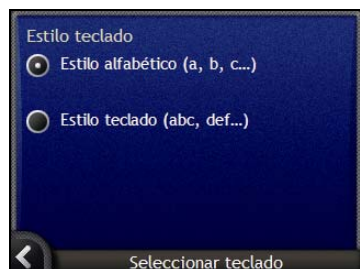 Estilo teclado
Estilo alfabético (a, b, c...)
Estilo teclado (abc, def...)
Seleccionar teclado